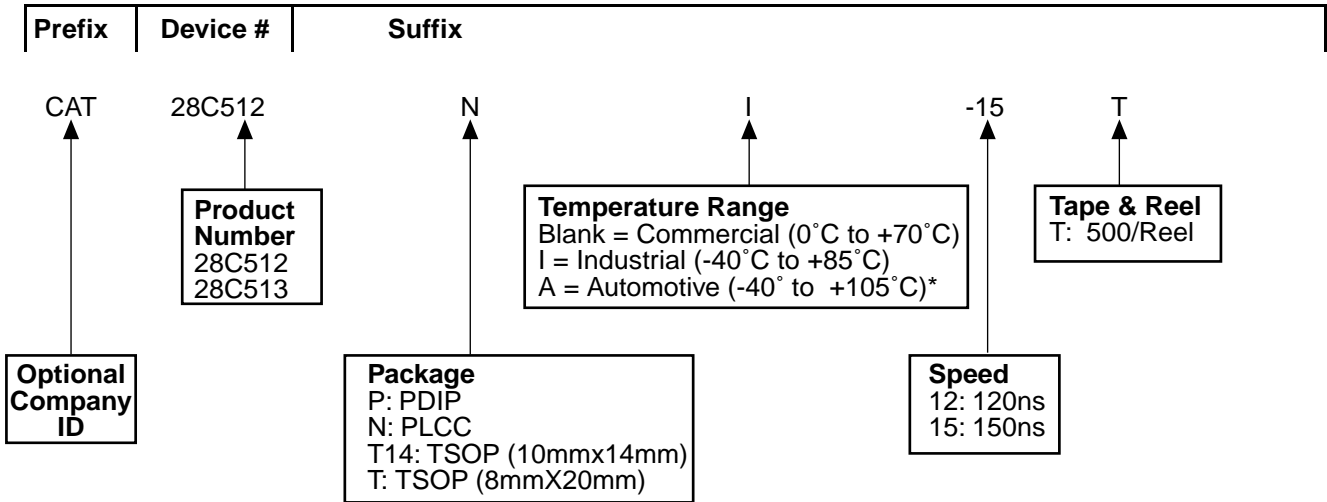 Prefix Device # Suffix
CAT 28C512 N I -15 T
Product
Number
28C512
28C513
Temperature Range
Blank = Commercial (0˚C to +70˚C)
I = Industrial (-40˚C to +85˚C)
A = Automotive (-40˚ to +105˚C)*
Tape & Reel
T: 500/Reel
Optional
Company
ID
Package
P: PDIP
N: PLCC
T14: TSOP (10mmx14mm)
T: TSOP (8mmX20mm)
Speed
12: 120ns
15: 150ns